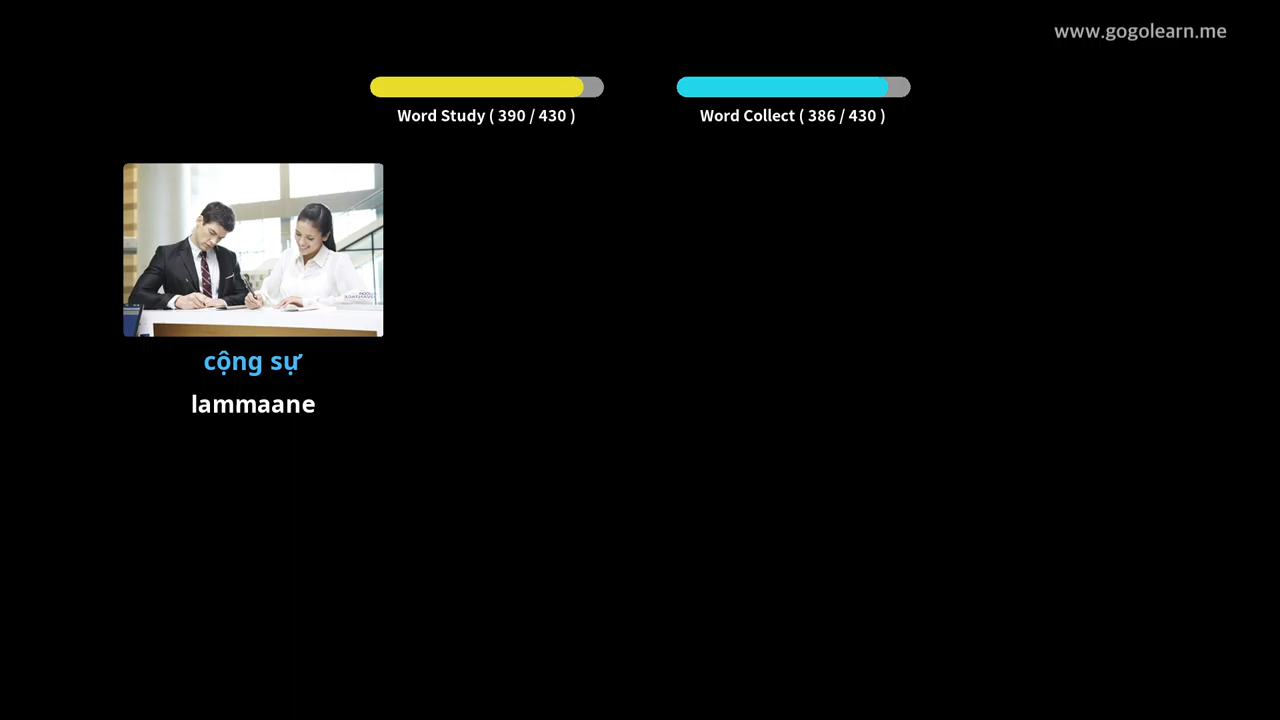 www.gogolearn.me
Word Study ( 390 / 430 )
Word Collect ( 386 / 430 )
cộng sự
lammaane